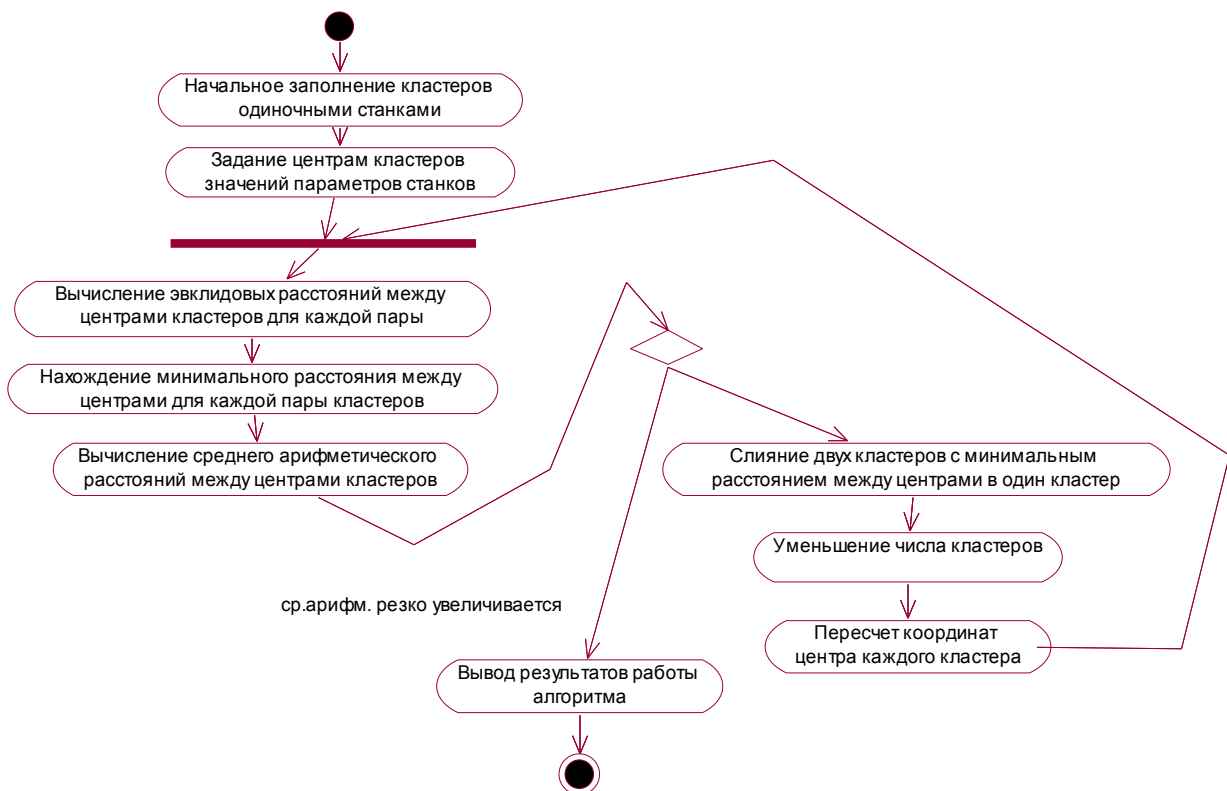 Начальное заполнение кластеров
одиночными станками
Задание центрам кластеров
значений параметров станков
Вычисление эвклидовых расстояний между
центрами кластеров для каждой пары
Нахождение минимального расстояния между
центрами для каждой пары кластеров
Вычисление среднего арифметического
расстояний между центрами кластеров
Слияние двух кластеров с минимальным
расстоянием между центрами в один кластер
Уменьшение числа кластеров
Пересчет координат
центра каждого кластера
ср.арифм. резко увеличивается
Вывод результатов работы
алгоритма